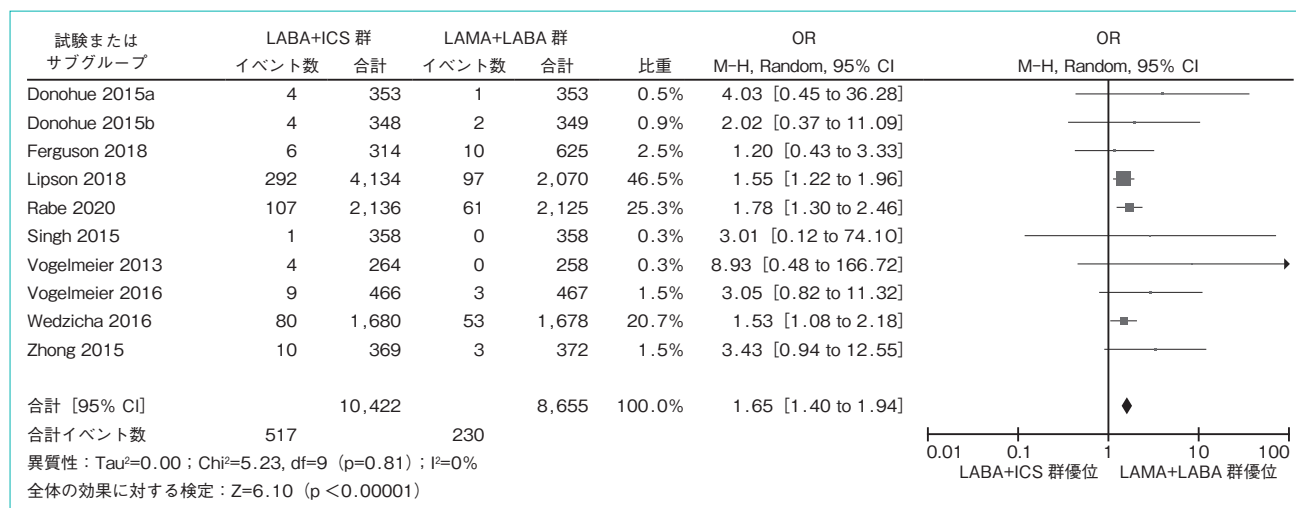 試験または LABA+ICS 群 LAMA+LABA 群 OR OR
サブグループ イベント数 合計 イベント数 合計 比重 M-H, Random, 95% CI M-H, Random, 95% CI
Donohue 2015a 4 353 1 353 0.5% 4.03 [0.45 to 36.28]
Donohue 2015b 4 348 2 349 0.9% 2.02 [0.37 to 11.09]
Ferguson 2018 6 314 10 625 2.5% 1.20 [0.43 to 3.33]
Lipson 2018 292 4,134 97 2,070 46.5% 1.55 [1.22 to 1.96]
Rabe 2020 107 2,136 61 2,125 25.3% 1.78 [1.30 to 2.46]
Singh 2015 1 358 0 358 0.3% 3.01 [0.12 to 74.10]
Vogelmeier 2013 4 264 0 258 0.3% 8.93 [0.48 to 166.72]
Vogelmeier 2016 9 466 3 467 1.5% 3.05 [0.82 to 11.32]
Wedzicha 2016 80 1,680 53 1,678 20.7% 1.53 [1.08 to 2.18]
Zhong 2015 10 369 3 372 1.5% 3.43 [0.94 to 12.55]
合計 [95% CI] 10,422 8,655 100.0% 1.65 [1.40 to 1.94]
合計イベント数 517 230
異質性：Tau²=0.00；Chi²=5.23, df=9（p=0.81）；I²=0%
全体の効果に対する検定：Z=6.10（p＜0.00001）
0.01 0.1 1 10 100
LABA+ICS 群優位 LAMA+LABA 群優位